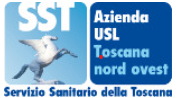 SST
Azienda
USL
Toscana
nord ovest
Servizio Sanitario della Toscana